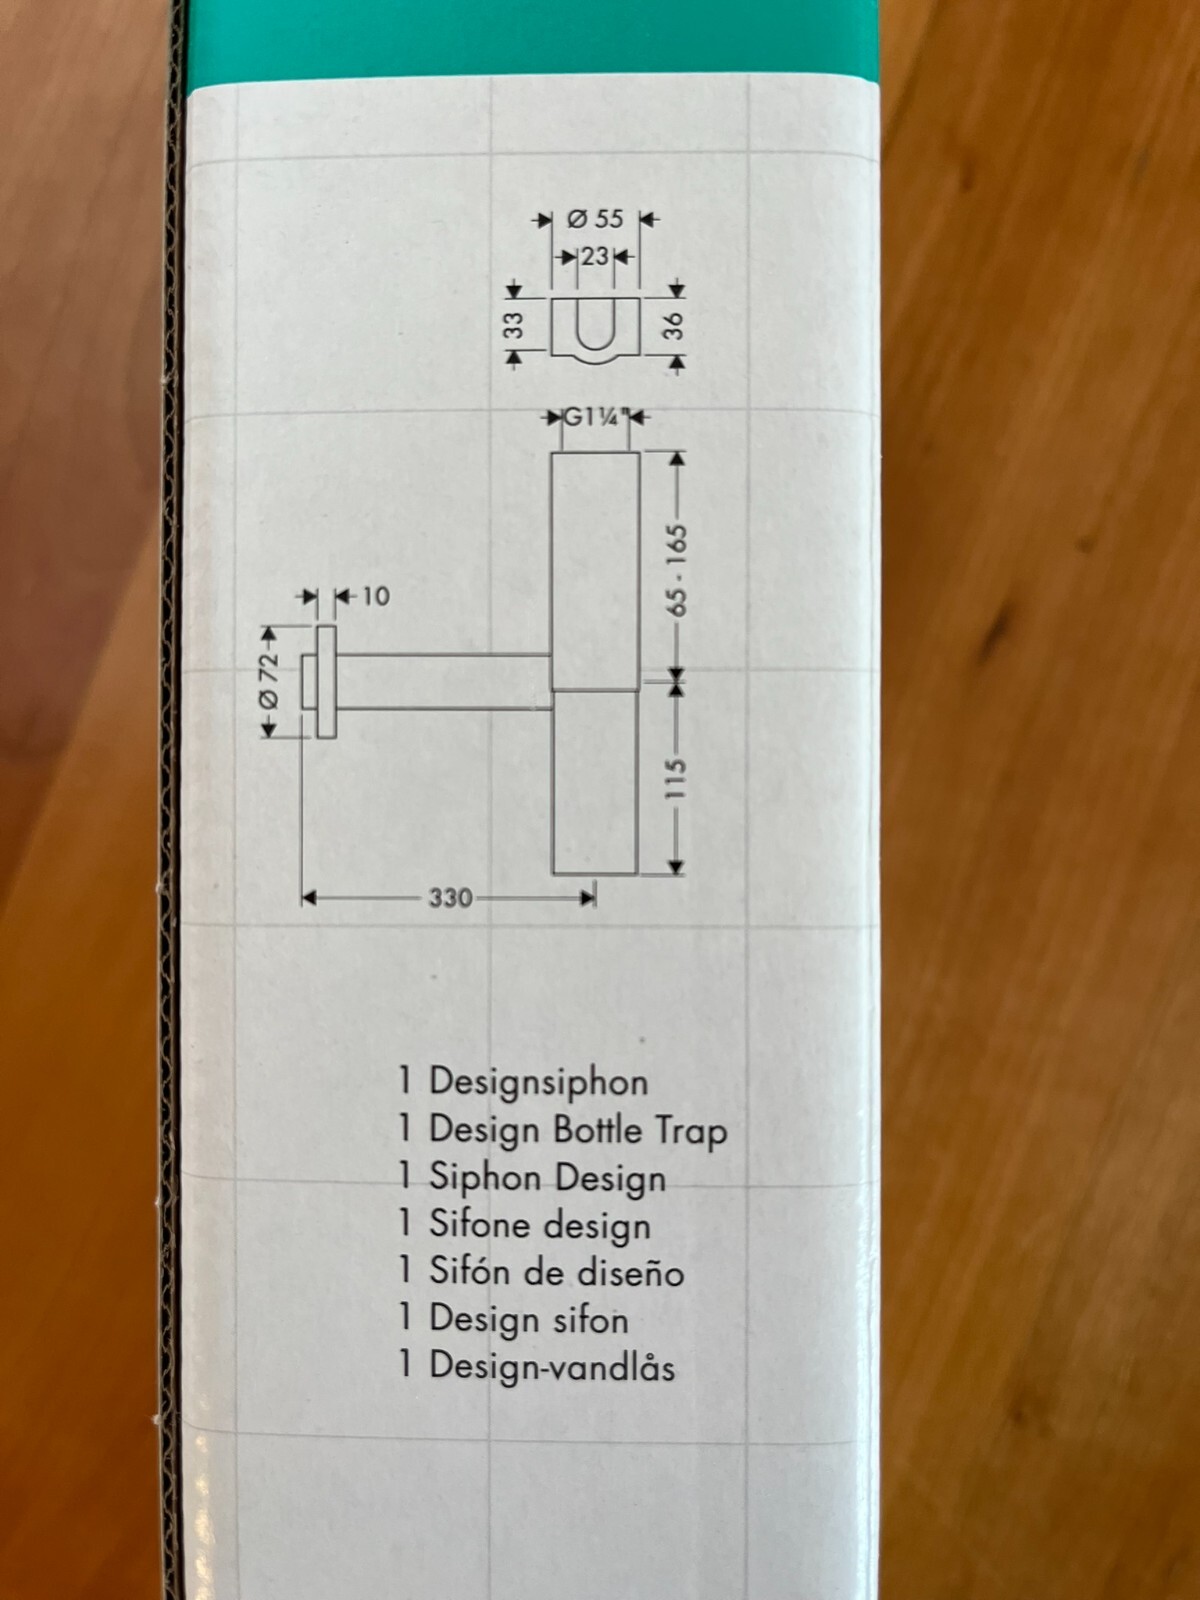 Ø 55
23
33
36
G1¼"
65 - 165
10
Ø 72
115
330
1 Designsiphon
1 Design Bottle Trap
1 Siphon Design
1 Sifone design
1 Sifón de diseño
1 Design sifon
1 Design-vandlås